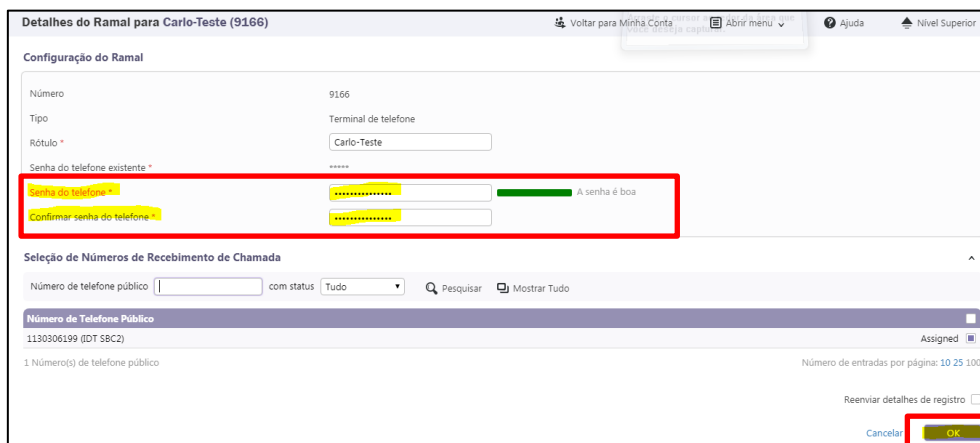 Detalhes do Ramal para Carlo-Teste (9166) Voltar para Minha Conta Abrir menu Ajuda Nível Superior
você deseja capturar.
Configuração do Ramal
Número 9166
Tipo Terminal de telefone
Rótulo * Carlo-Teste
Senha do telefone existente * *****
Senha do telefone * ••••••••••••••• A senha é boa
Confirmar senha do telefone * •••••••••••••••
Seleção de Números de Recebimento de Chamada
Número de telefone público com status Tudo Pesquisar Mostrar Tudo
Número de Telefone Público
1130306199 (IDT SBC2) Assigned
1 Número(s) de telefone público Número de entradas por página: 10 25 100
Reenviar detalhes de registro
Cancelar OK